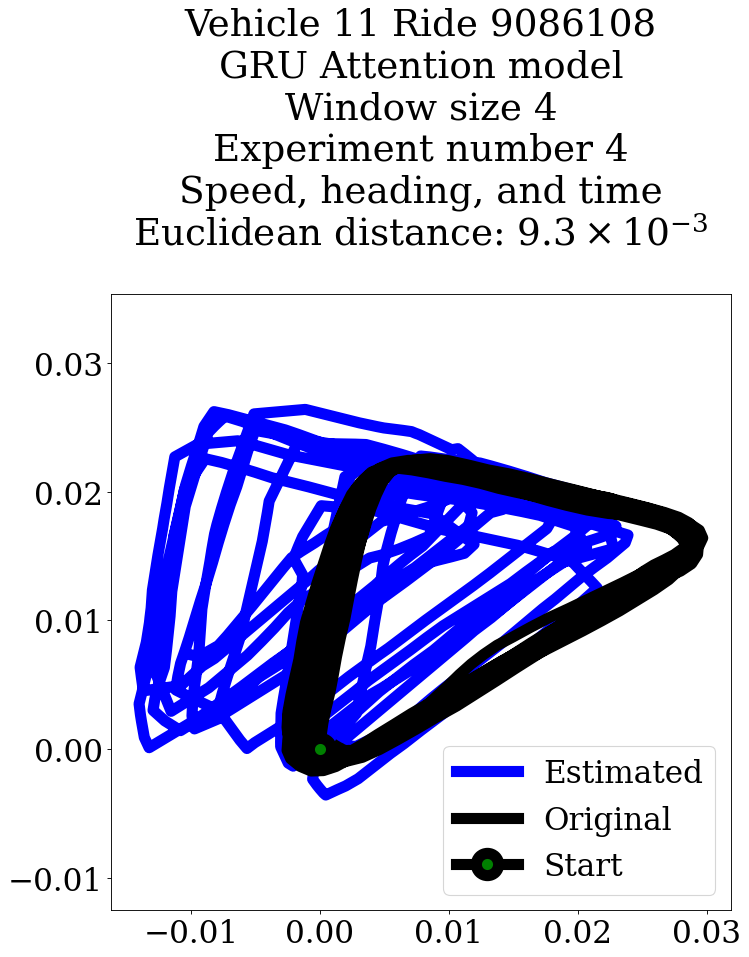 Vehicle 11 Ride 9086108
GRU Attention model
Window size 4
Experiment number 4
Speed, heading, and time
Euclidean distance: 9.3 × 10⁻³
0.03
0.02
0.01
0.00
−0.01
Estimated
Original
Start
−0.01 0.00 0.01 0.02 0.03